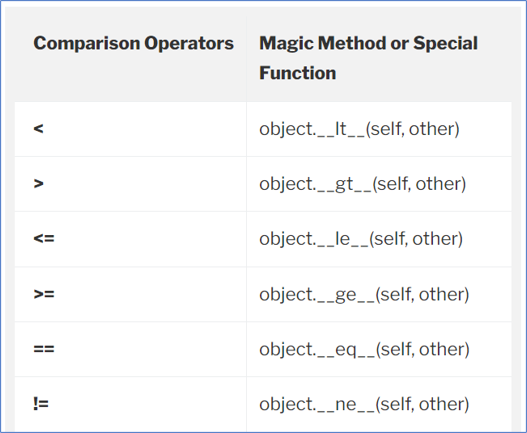 Comparison Operators Magic Method or Special
Function
< object.__lt__(self, other)
> object.__gt__(self, other)
<= object.__le__(self, other)
>= object.__ge__(self, other)
== object.__eq__(self, other)
!= object.__ne__(self, other)